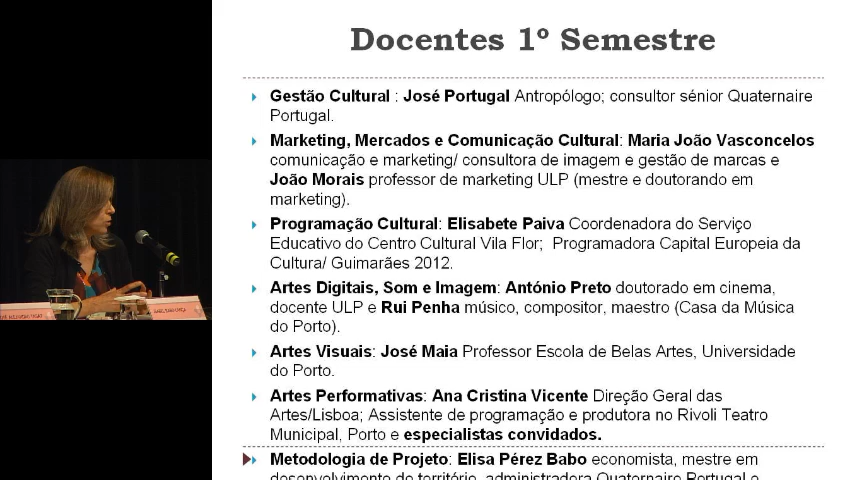 Docentes 1º Semestre
Gestão Cultural : José Portugal Antropólogo; consultor sénior Quaternaire
Portugal.
Marketing, Mercados e Comunicação Cultural: Maria João Vasconcelos
comunicação e marketing/ consultora de imagem e gestão de marcas e
João Morais professor de marketing ULP (mestre e doutorando em
marketing).
Programação Cultural: Elisabete Paiva Coordenadora do Serviço
Educativo do Centro Cultural Vila Flor; Programadora Capital Europeia da
Cultura/ Guimarães 2012.
Artes Digitais, Som e Imagem: António Preto doutorado em cinema,
docente ULP e Rui Penha músico, compositor, maestro (Casa da Música
do Porto).
Artes Visuais: José Maia Professor Escola de Belas Artes, Universidade
do Porto.
Artes Performativas: Ana Cristina Vicente Direção Geral das
Artes/Lisboa; Assistente de programação e produtora no Rivoli Teatro
Municipal, Porto e especialistas convidados.
Metodologia de Projeto: Elisa Pérez Babo economista, mestre em
desenvolvimento do território, administradora Quaternaire Portugal e